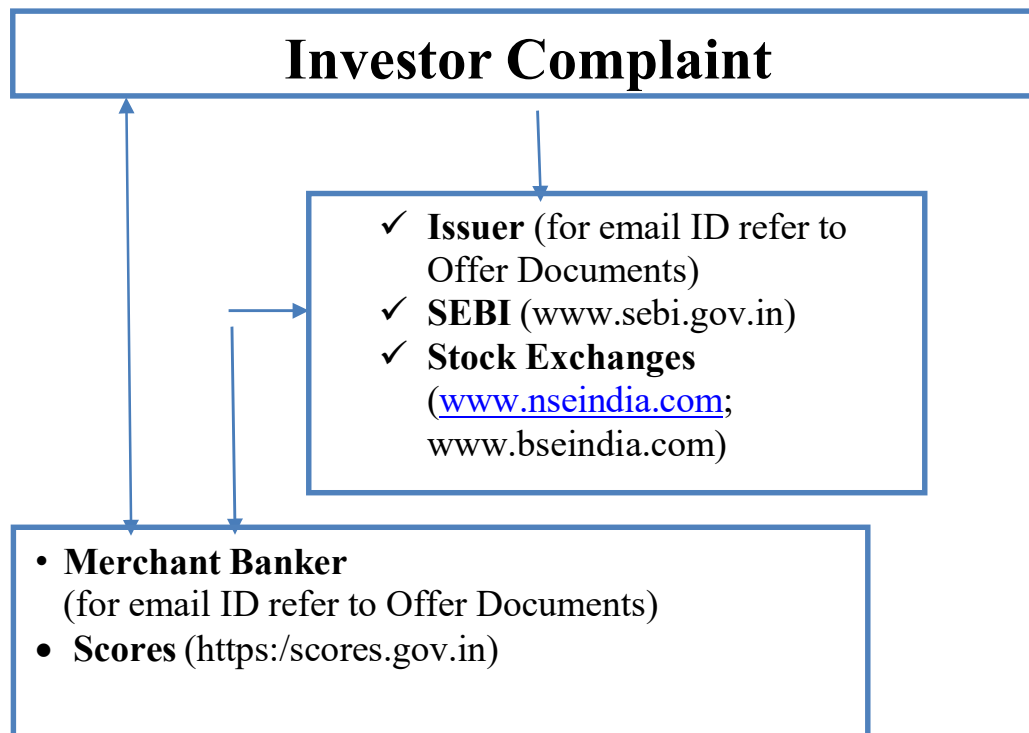 Investor Complaint
✓ Issuer (for email ID refer to
Offer Documents)
✓ SEBI (www.sebi.gov.in)
✓ Stock Exchanges
(www.nseindia.com;
www.bseindia.com)
• Merchant Banker
(for email ID refer to Offer Documents)
• Scores (https:/scores.gov.in)